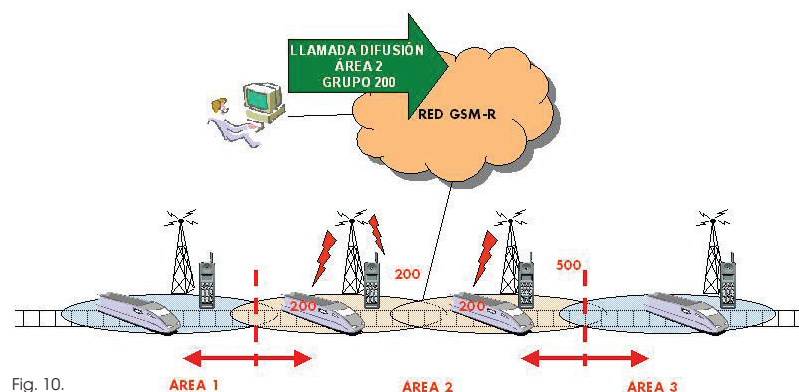 LLAMADA DIFUSIÓN
ÁREA 2
GRUPO 200
RED GSM-R
200
500
200
200
Fig. 10.
ÁREA 1
ÁREA 2
ÁREA 3